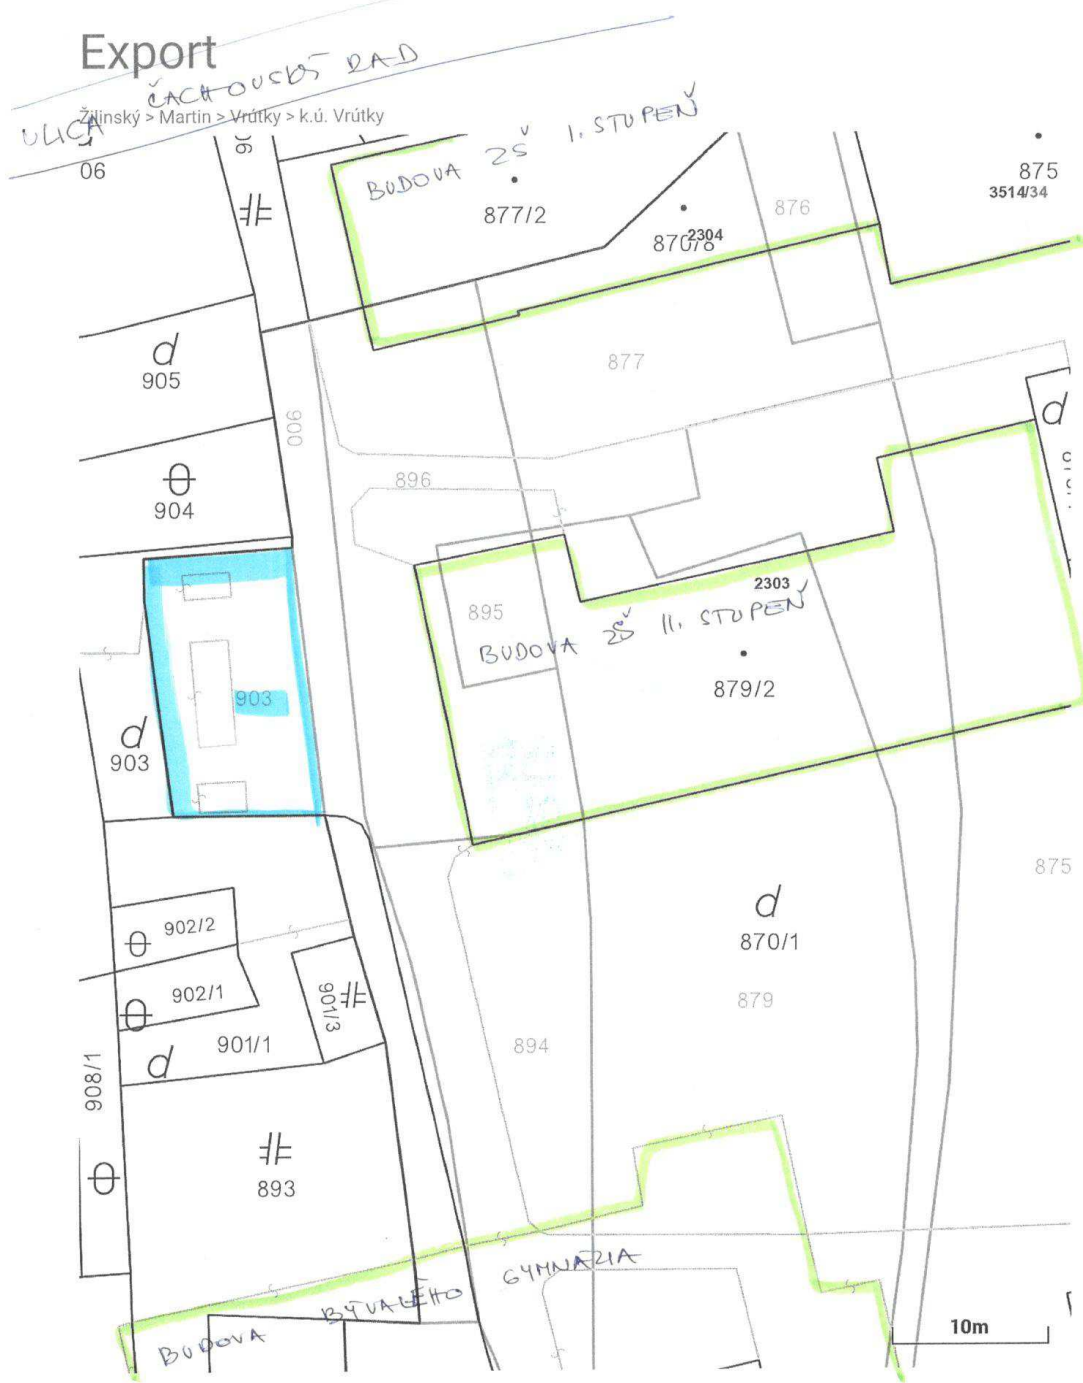 Export
ULICA ČACHOVSKÝ RAD
Žilinský > Martin > Vrútky > k.ú. Vrútky
06
BUDOVA ZŠ I. STUPEŇ
877/2
870/8
2304
876
875
3514/34
d
905
877
900
d
896
904
2303
895
BUDOVA ZŠ II. STUPEŇ
879/2
903
d
903
875
d
870/1
902/2
902/1
901/3
901/1
d
879
894
908/1
893
GYMNÁZIA
BÝVALÉHO
BUDOVA
10m